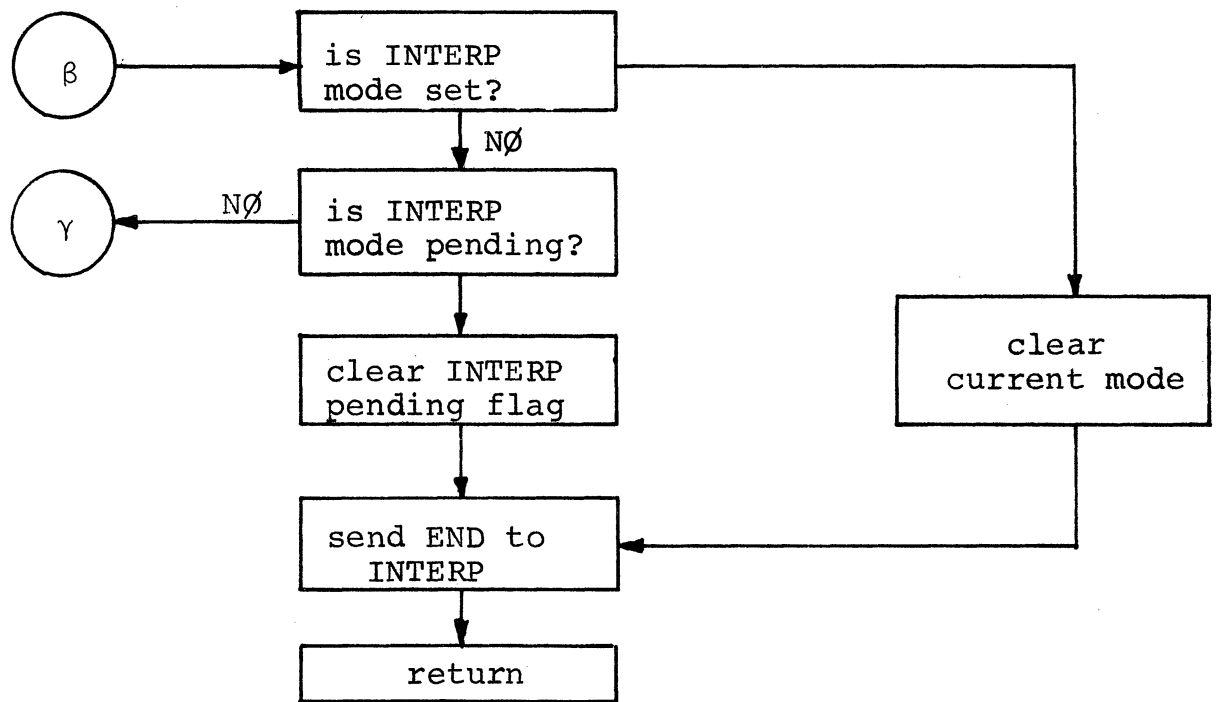 β
is INTERP
mode set?
NØ
γ
NØ
is INTERP
mode pending?
clear INTERP
pending flag
clear
current mode
send END to
INTERP
return